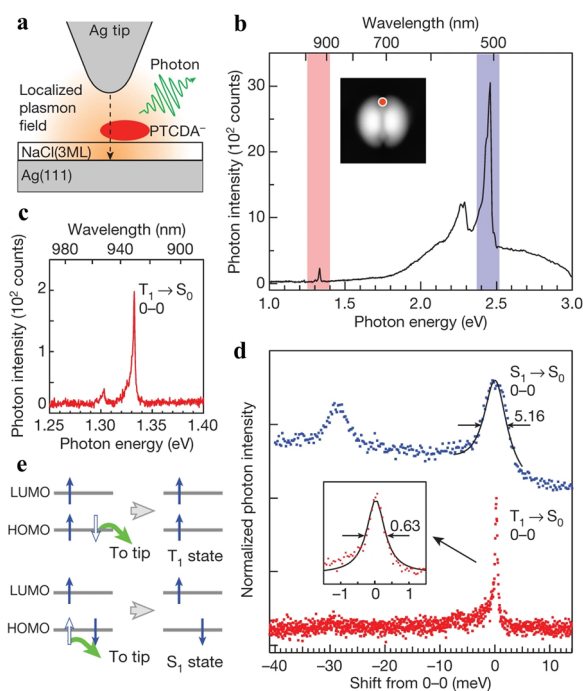 a
Ag tip
Photon
Localized
plasmon
field
PTCDA⁻
NaCl(3ML)
Ag(111)
b
Wavelength (nm)
900 700 500
Photon intensity (10² counts)
30
20
10
0
1.0 1.5 2.0 2.5 3.0
Photon energy (eV)
c
Wavelength (nm)
980 940 900
Photon intensity (10² counts)
2
1
0
T₁→S₀
0–0
1.25 1.30 1.35 1.40
Photon energy (eV)
d
Normalized photon intensity
S₁→S₀
0–0
5.16
T₁→S₀
0–0
0.63
−1 0 1
−40 −30 −20 −10 0 10
Shift from 0–0 (meV)
e
LUMO
HOMO
To tip
T₁ state
LUMO
HOMO
To tip
S₁ state